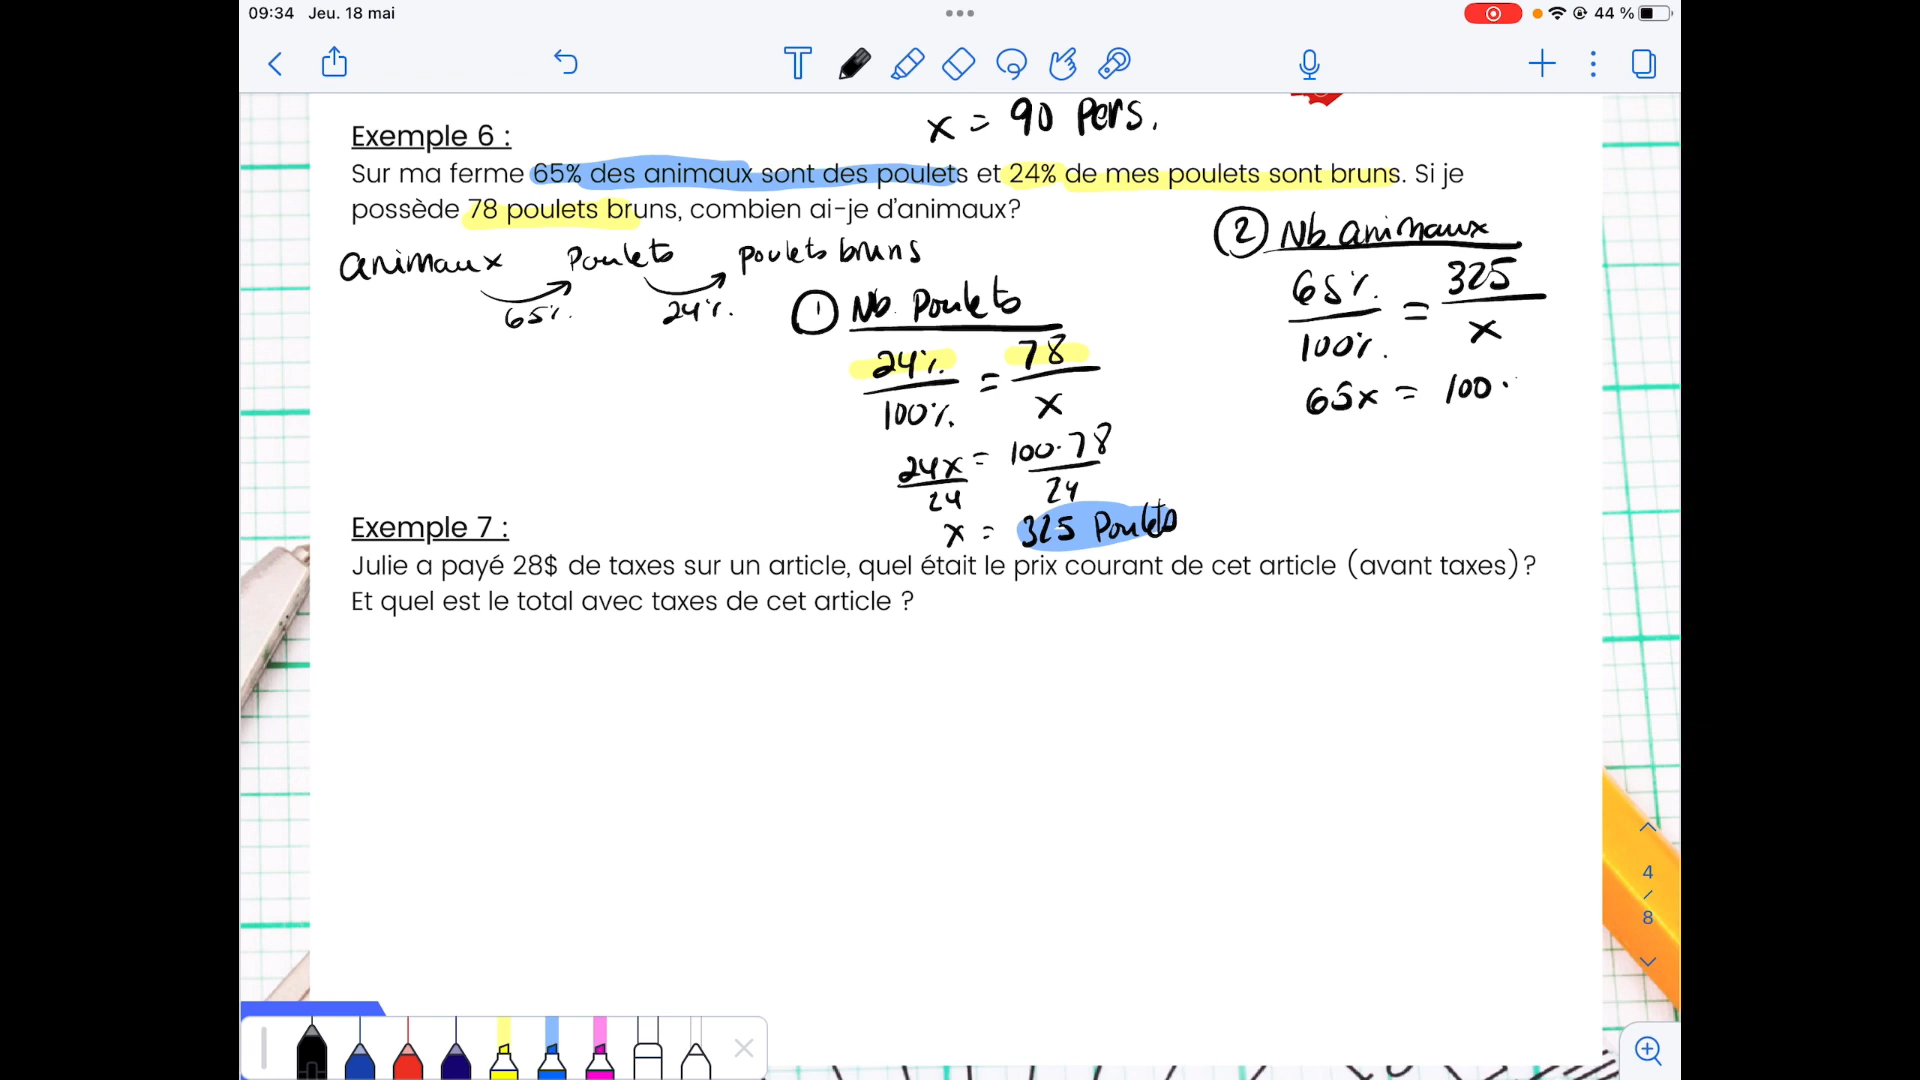 09:34 Jeu. 18 mai
44 %
x = 90 Pers.
Exemple 6 :
Sur ma ferme 65% des animaux sont des poulets et 24% de mes poulets sont bruns. Si je
possède 78 poulets bruns, combien ai-je d'animaux?
animaux Poulets poulets bruns
65% 24%
① Nb Poulets
24% / 100% = 78 / x
24x / 24 = 100·78 / 24
x = 325 Poulets
② Nb animaux
65% / 100% = 325 / x
65x = 100·
Exemple 7 :
Julie a payé 28$ de taxes sur un article, quel était le prix courant de cet article (avant taxes)?
Et quel est le total avec taxes de cet article ?
4
/
8